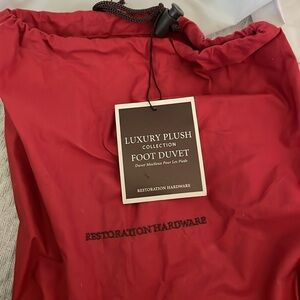 LUXURY PLUSH
COLLECTION
FOOT DUVET
Duvet Moelleux Pour Les Pieds
RESTORATION HARDWARE
RESTORATION HARDWARE